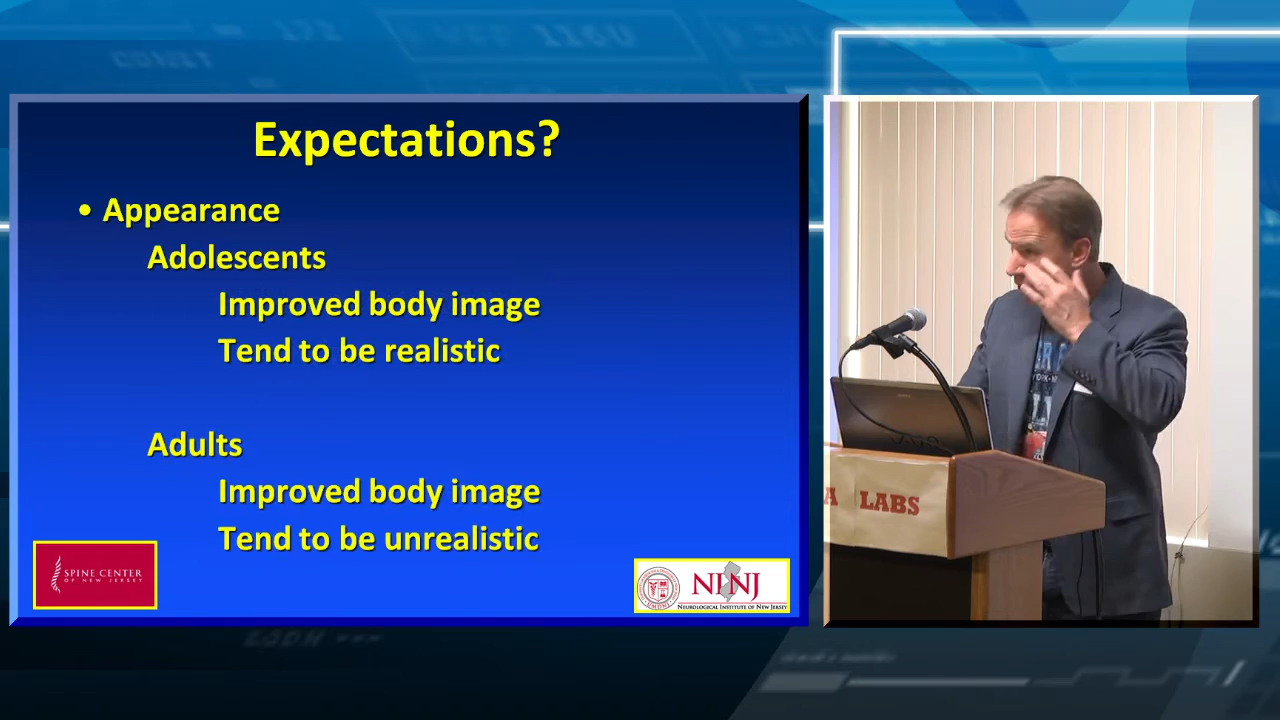 Expectations?
• Appearance
Adolescents
Improved body image
Tend to be realistic
Adults
Improved body image
Tend to be unrealistic
SPINE CENTER
OF NEW JERSEY
NINJ
NEUROLOGICAL INSTITUTE OF NEW JERSEY
A LABS